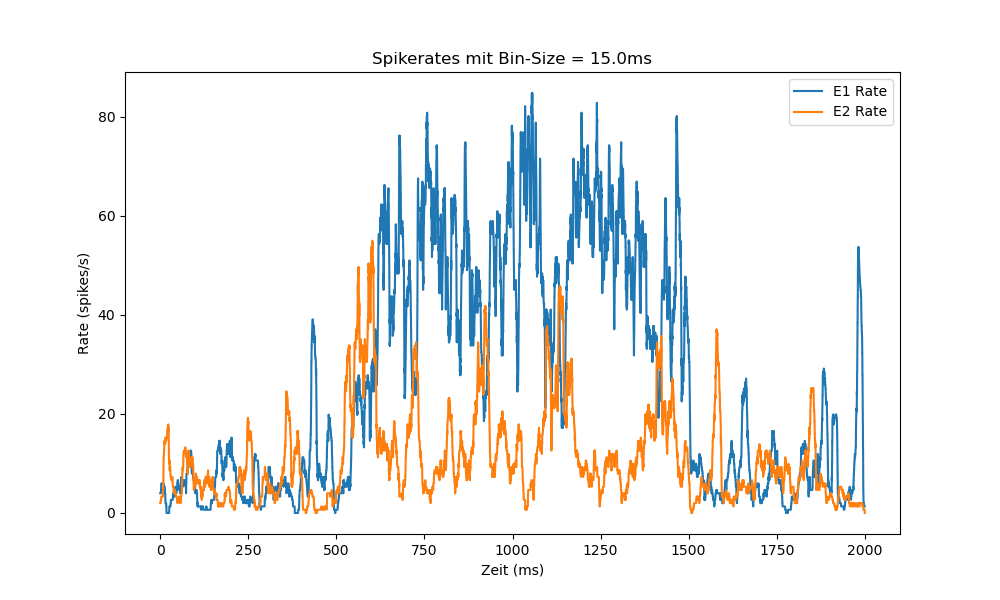 Spikerates mit Bin-Size = 15.0ms
E1 Rate
E2 Rate
80
60
40
20
0
Rate (spikes/s)
0 250 500 750 1000 1250 1500 1750 2000
Zeit (ms)